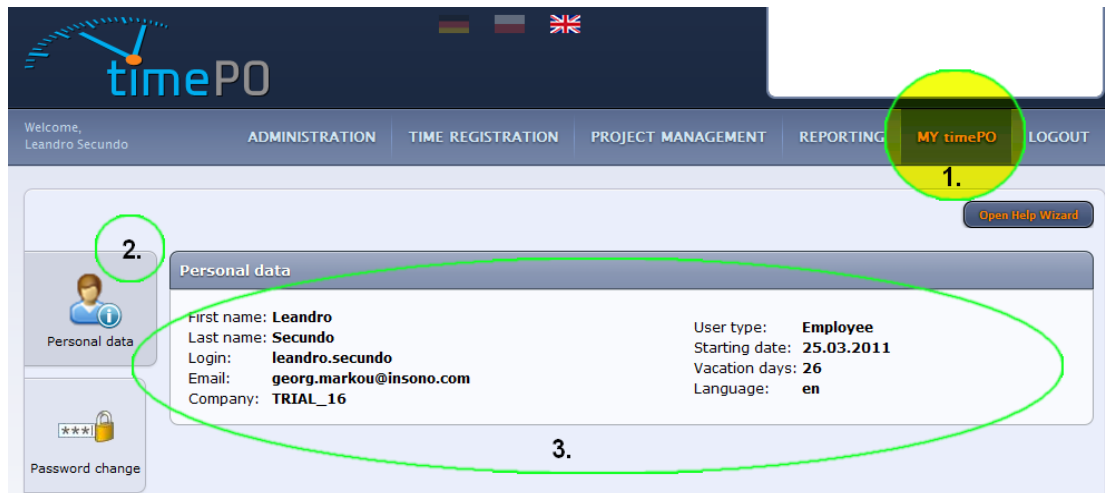 timePO
Welcome,
Leandro Secundo
ADMINISTRATION TIME REGISTRATION PROJECT MANAGEMENT REPORTING MY timePO LOGOUT
1.
Open Help Wizard
2.
Personal data
Personal data
First name: Leandro
Last name: Secundo
Login: leandro.secundo
Email: georg.markou@insono.com
Company: TRIAL_16
User type: Employee
Starting date: 25.03.2011
Vacation days: 26
Language: en
3.
***
Password change